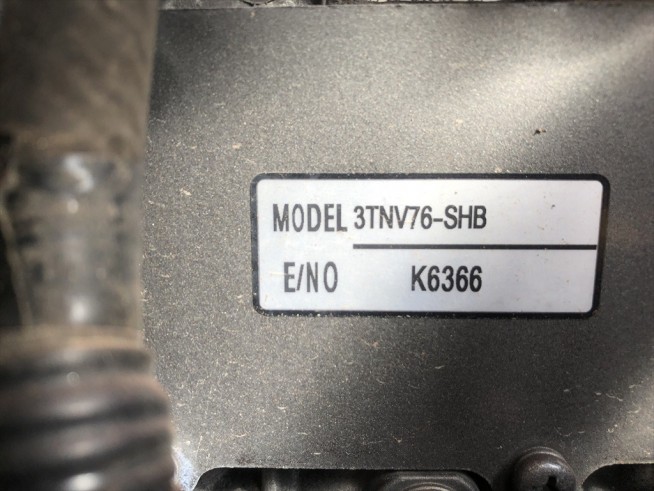 MODEL 3TNV76-SHB
E/NO K6366